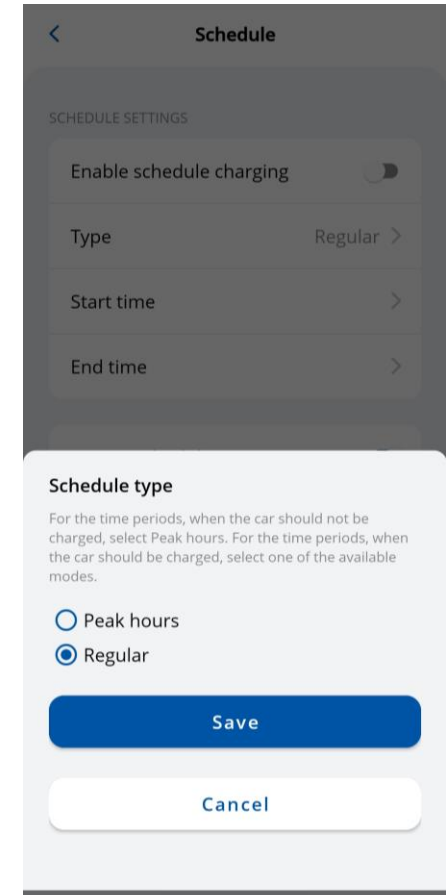 Schedule
SCHEDULE SETTINGS
Enable schedule charging
Type Regular
Start time
End time
Schedule type
For the time periods, when the car should not be
charged, select Peak hours. For the time periods, when
the car should be charged, select one of the available
modes.
Peak hours
Regular
Save
Cancel